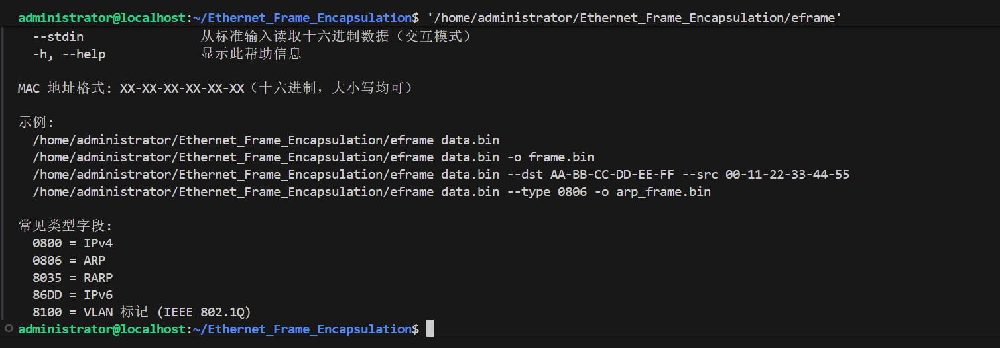 administrator@localhost:~/Ethernet_Frame_Encapsulation$ '/home/administrator/Ethernet_Frame_Encapsulation/eframe'
--stdin                从标准输入读取十六进制数据（交互模式）
-h, --help             显示此帮助信息
MAC 地址格式: XX-XX-XX-XX-XX-XX（十六进制，大小写均可）
示例:
/home/administrator/Ethernet_Frame_Encapsulation/eframe data.bin
/home/administrator/Ethernet_Frame_Encapsulation/eframe data.bin -o frame.bin
/home/administrator/Ethernet_Frame_Encapsulation/eframe data.bin --dst AA-BB-CC-DD-EE-FF --src 00-11-22-33-44-55
/home/administrator/Ethernet_Frame_Encapsulation/eframe data.bin --type 0806 -o arp_frame.bin
常见类型字段:
0800 = IPv4
0806 = ARP
8035 = RARP
86DD = IPv6
8100 = VLAN 标记 (IEEE 802.1Q)
administrator@localhost:~/Ethernet_Frame_Encapsulation$